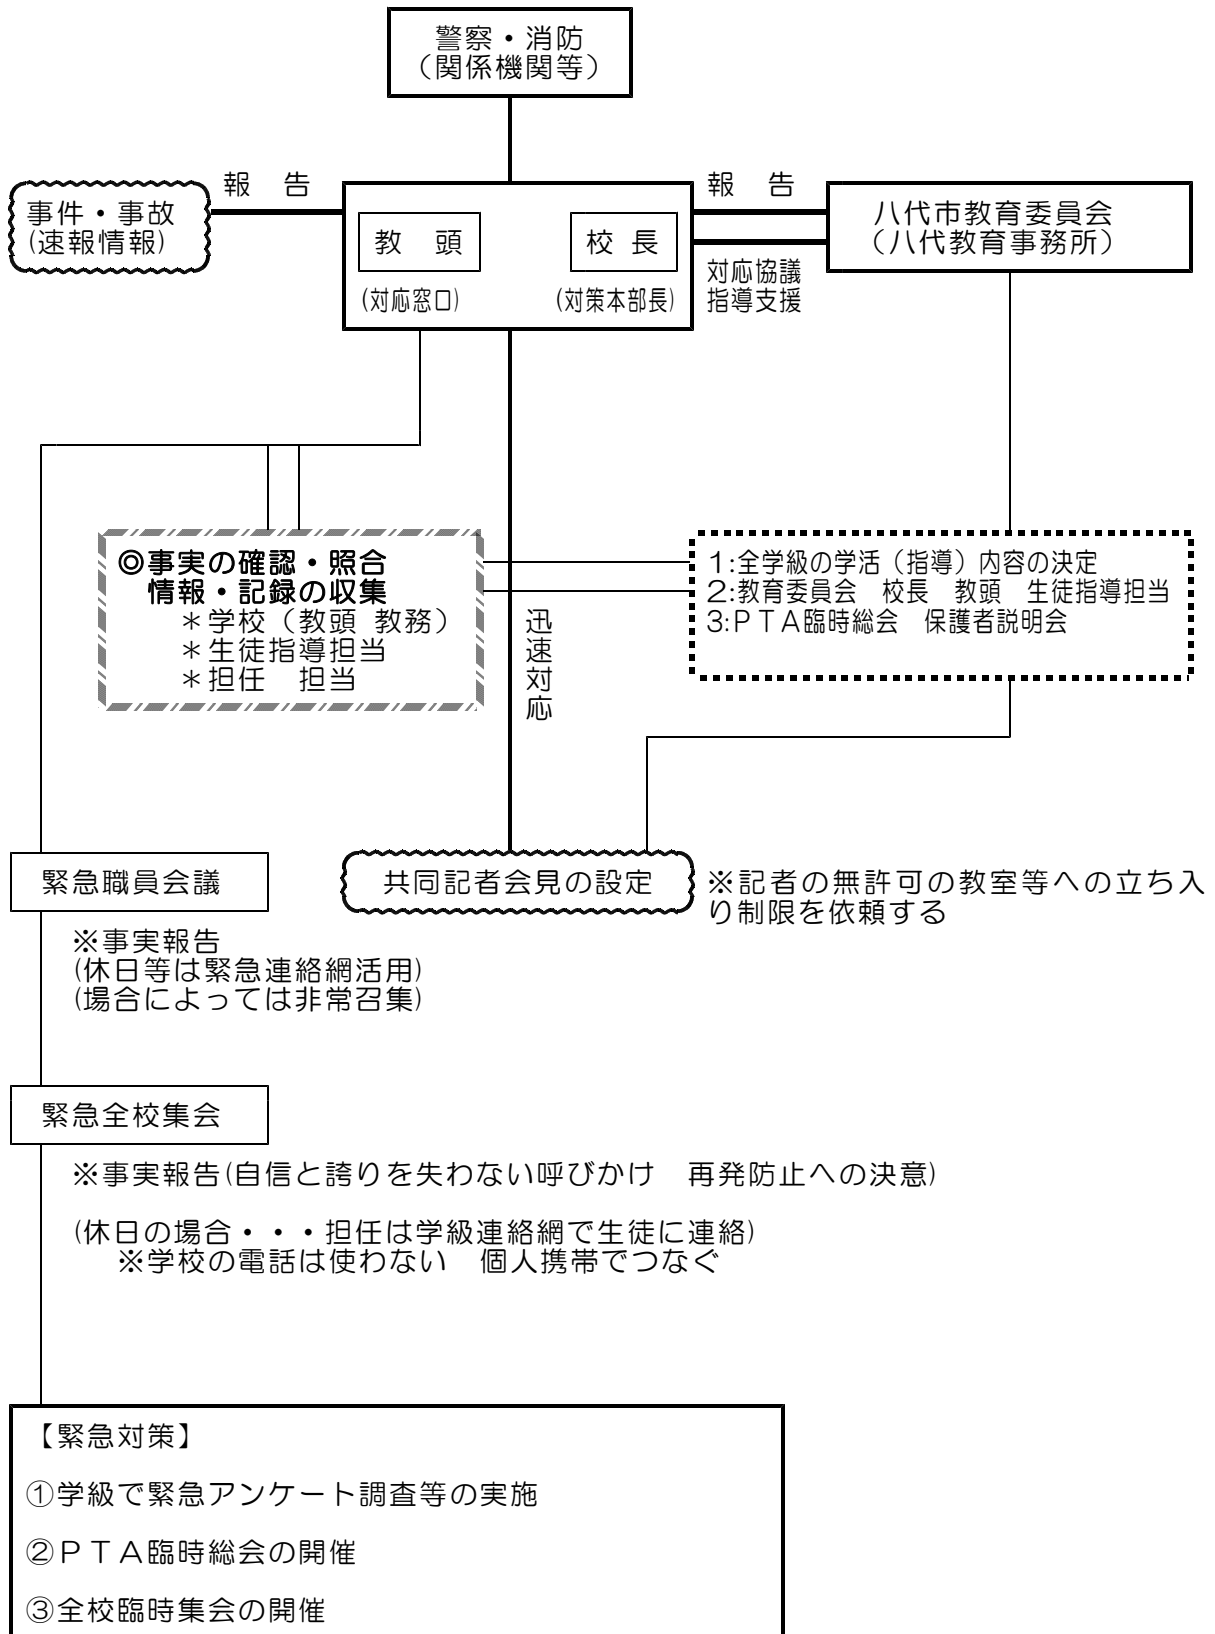 警察・消防
（関係機関等）
報　告
報　告
事件・事故
(速報情報)
教　頭
校 長
(対応窓口)
(対策本部長)
八代市教育委員会
（八代教育事務所）
対応協議
指導支援
◎事実の確認・照合
情報・記録の収集
＊学校（教頭 教務）
＊生徒指導担当
＊担任　担当
迅速対応
1:全学級の学活（指導）内容の決定
2:教育委員会　校長　教頭　生徒指導担当
3:ＰＴＡ臨時総会　保護者説明会
緊急職員会議
共同記者会見の設定
※記者の無許可の教室等への立ち入
り制限を依頼する
※事実報告
(休日等は緊急連絡網活用)
(場合によっては非常召集)
緊急全校集会
※事実報告(自信と誇りを失わない呼びかけ　再発防止への決意)
(休日の場合・・・担任は学級連絡網で生徒に連絡)
※学校の電話は使わない　個人携帯でつなぐ
【緊急対策】
①学級で緊急アンケート調査等の実施
②ＰＴＡ臨時総会の開催
③全校臨時集会の開催